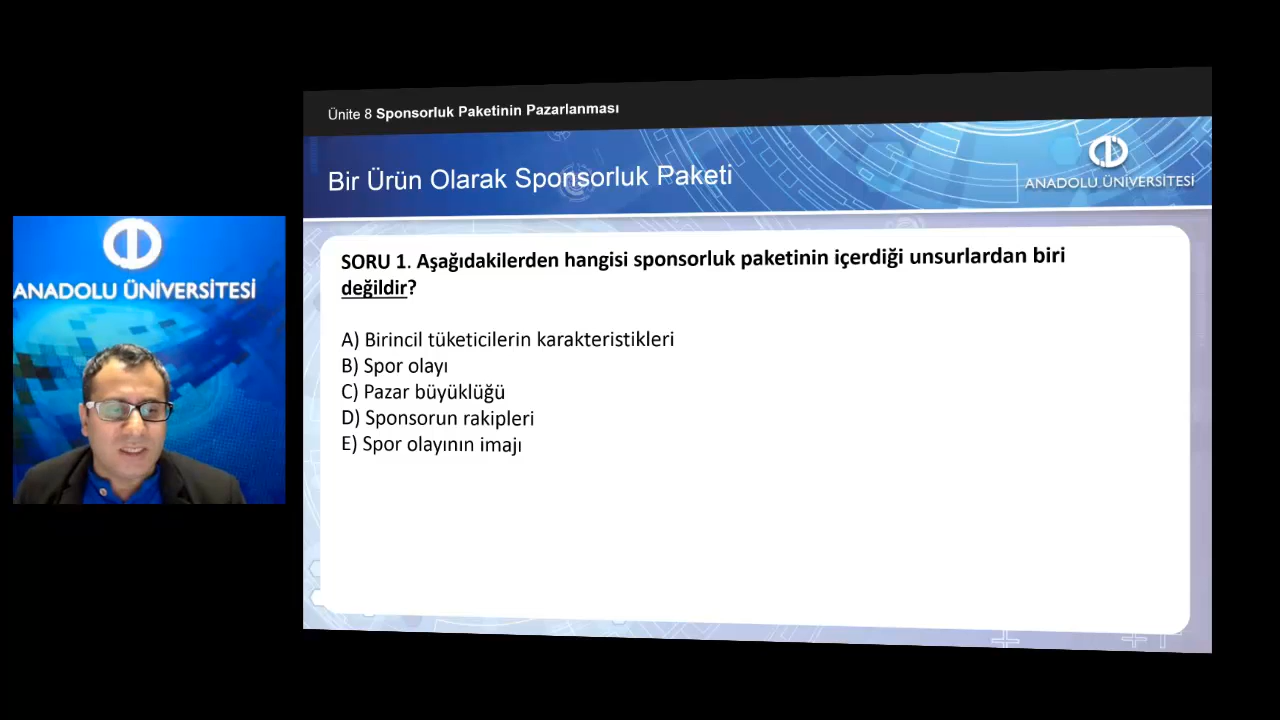 Ünite 8 Sponsorluk Paketinin Pazarlanması
Bir Ürün Olarak Sponsorluk Paketi
ANADOLU ÜNİVERSİTESİ
ANADOLU ÜNİVERSİTESİ
SORU 1. Aşağıdakilerden hangisi sponsorluk paketinin içerdiği unsurlardan biri
değildir?
A) Birincil tüketicilerin karakteristikleri
B) Spor olayı
C) Pazar büyüklüğü
D) Sponsorun rakipleri
E) Spor olayının imajı